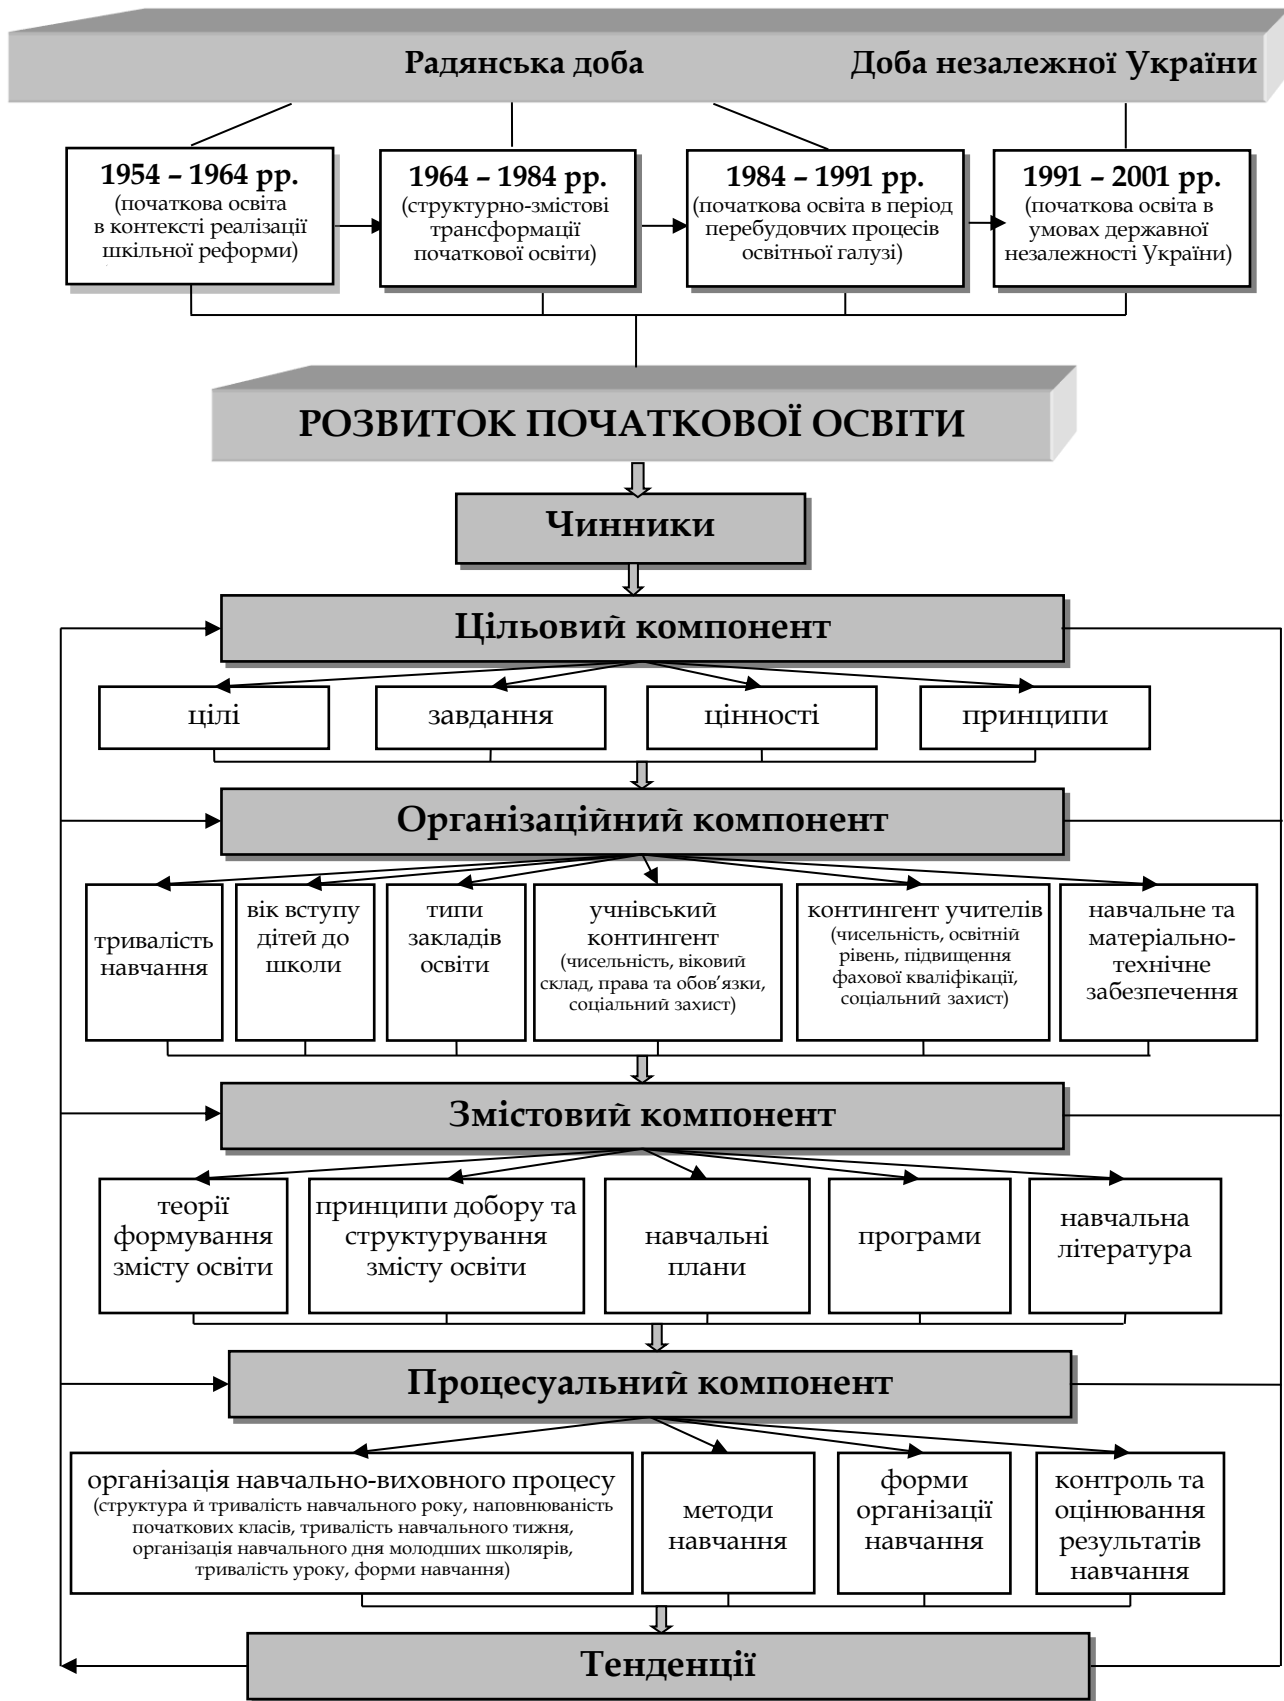 Радянська доба
Доба незалежної України
1954 – 1964 рр.
(початкова освіта
в контексті реалізації
шкільної реформи)
1964 – 1984 рр.
(структурно-змістові
трансформації
початкової освіти)
1984 – 1991 рр.
(початкова освіта в період
перебудовчих процесів
освітньої галузі)
1991 – 2001 рр.
(початкова освіта в
умовах державної
незалежності України)
РОЗВИТОК ПОЧАТКОВОЇ ОСВІТИ
Чинники
Цільовий компонент
цілі
завдання
цінності
принципи
Організаційний компонент
тривалість
навчання
вік вступу
дітей до
школи
типи
закладів
освіти
учнівський
контингент
(чисельність, віковий
склад, права та обов’язки,
соціальний захист)
контингент учителів
(чисельність, освітній
рівень, підвищення
фахової кваліфікації,
соціальний захист)
навчальне та
матеріально-
технічне
забезпечення
Змістовий компонент
теорії
формування
змісту освіти
принципи добору та
структурування
змісту освіти
навчальні
плани
програми
навчальна
література
Процесуальний компонент
організація навчально-виховного процесу
(структура й тривалість навчального року, наповнюваність
початкових класів, тривалість навчального тижня,
організація навчального дня молодших школярів,
тривалість уроку, форми навчання)
методи
навчання
форми
організації
навчання
контроль та
оцінювання
результатів
навчання
Тенденції